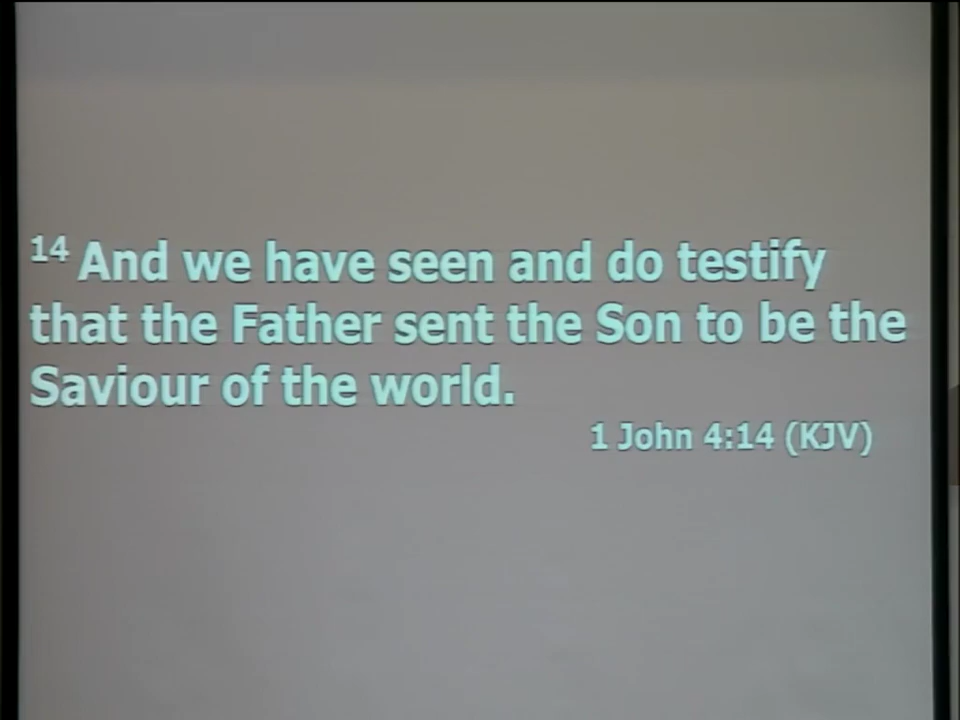 14 And we have seen and do testify
that the Father sent the Son to be the
Saviour of the world.
1 John 4:14 (KJV)